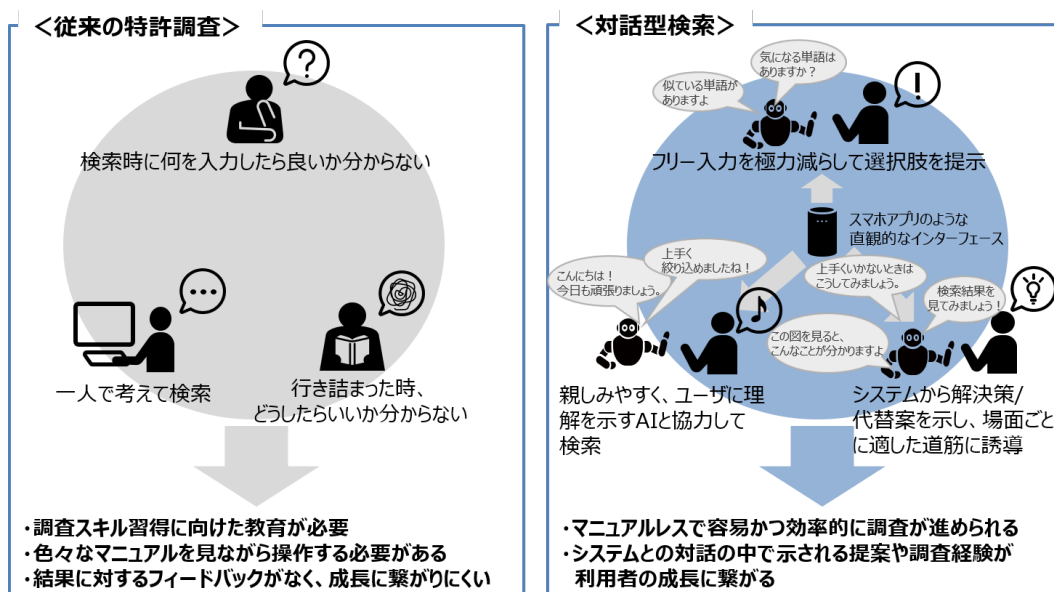 ＜従来の特許調査＞
?
検索時に何を入力したら良いか分からない
…
一人で考えて検索
行き詰まった時、
どうしたらいいか分からない
・調査スキル習得に向けた教育が必要
・色々なマニュアルを見ながら操作する必要がある
・結果に対するフィードバックがなく、成長に繋がりにくい
＜対話型検索＞
気になる単語は
ありますか？
似ている単語が
ありますよ
!
フリー入力を極力減らして選択肢を提示
スマホアプリのような
直観的なインターフェース
こんにちは！
今日も頑張りましょう。
上手く
絞り込めましたね！
♪
親しみやすく、ユーザに理
解を示すAIと協力して
検索
上手くいかないときは
こうしてみましょう。
検索結果を
見てみましょう！
この図を見ると、
こんなことが分かりますよ
システムから解決策/
代替案を示し、場面ごと
に適した道筋に誘導
・マニュアルレスで容易かつ効率的に調査が進められる
・システムとの対話の中で示される提案や調査経験が
利用者の成長に繋がる